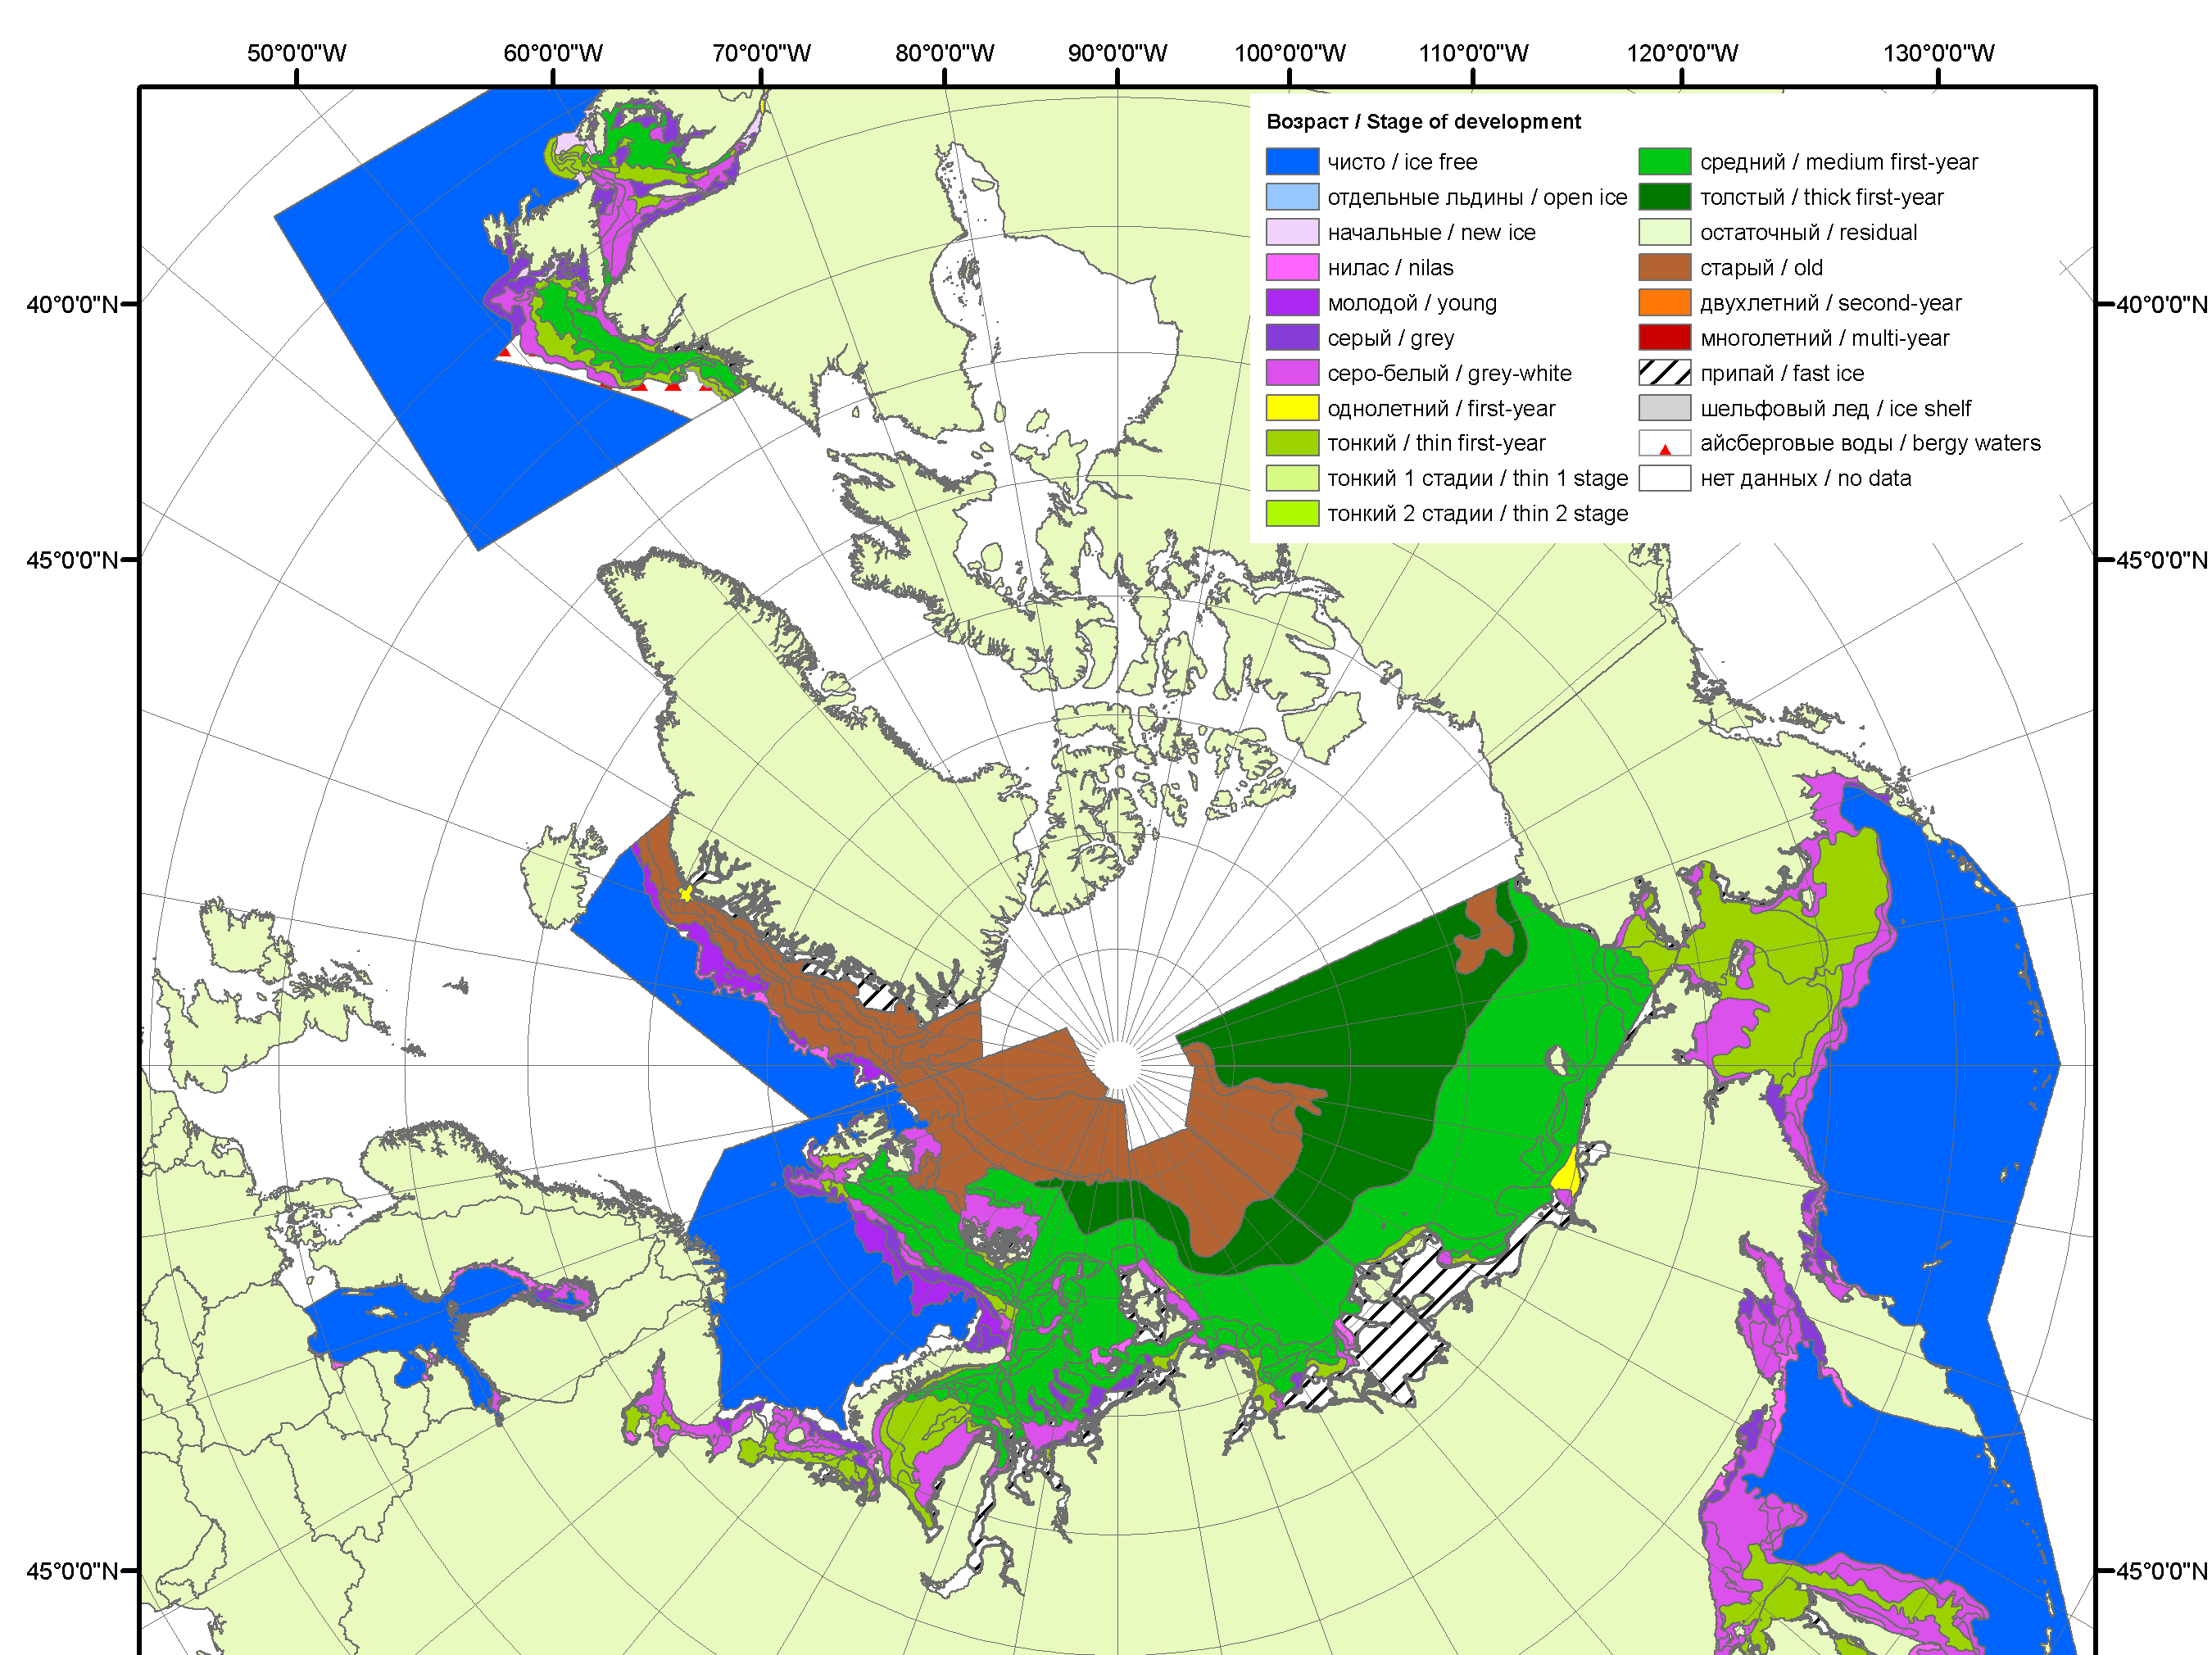 50°0'0"W 60°0'0"W 70°0'0"W 80°0'0"W 90°0'0"W 100°0'0"W 110°0'0"W 120°0'0"W 130°0'0"W
Возраст / Stage of development
чисто / ice free
отдельные льдины / open ice
начальные / new ice
нилас / nilas
молодой / young
серый / grey
серо-белый / grey-white
однолетний / first-year
тонкий / thin first-year
тонкий 1 стадии / thin 1 stage
тонкий 2 стадии / thin 2 stage
средний / medium first-year
толстый / thick first-year
остаточный / residual
старый / old
двухлетний / second-year
многолетний / multi-year
припай / fast ice
шельфовый лед / ice shelf
айсберговые воды / bergy waters
нет данных / no data
40°0'0"N 40°0'0"N
45°0'0"N 45°0'0"N
45°0'0"N 45°0'0"N